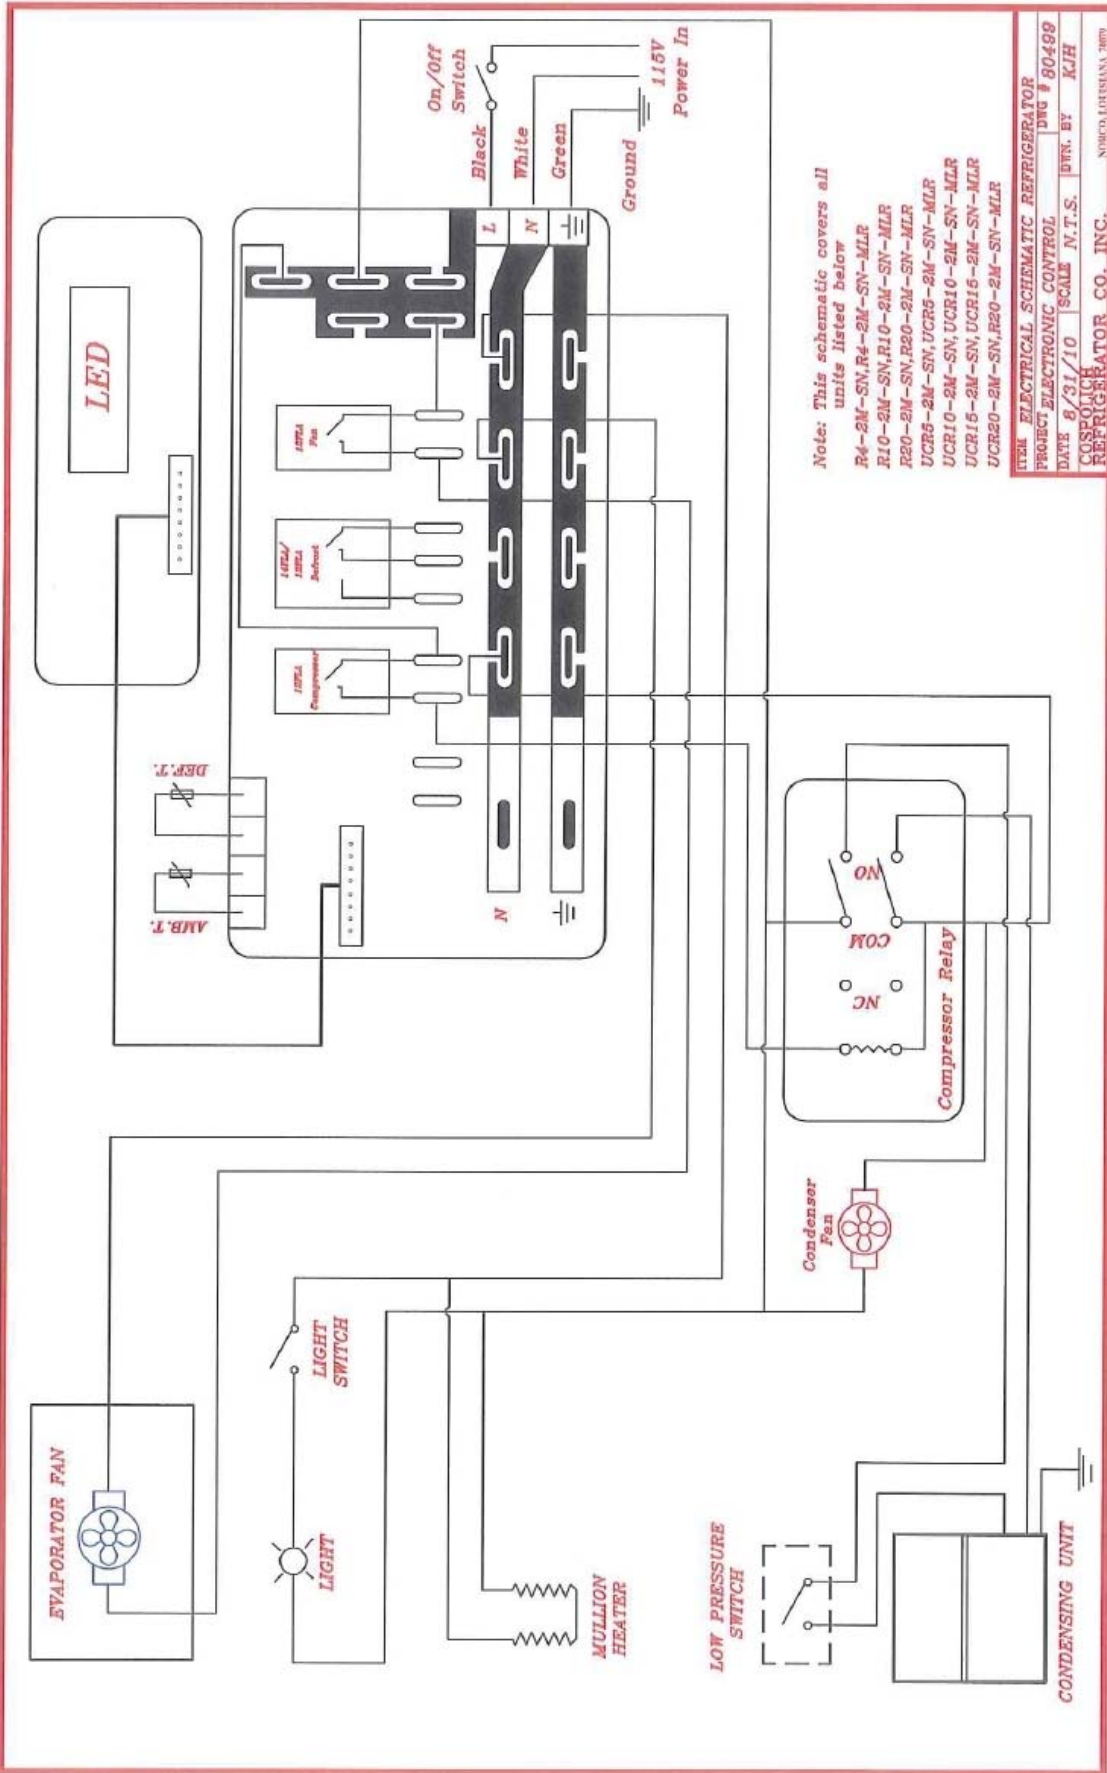 LED
On/Off
Switch
Black
White
Green
Ground
115V
Power In
L
N
12FLA
Fan
14FLA/
12FLA
Defrost
12FLA
Compressor
DEF.T.
AMB.T.
N
EVAPORATOR FAN
LIGHT
SWITCH
LIGHT
MULLION
HEATER
Condenser
Fan
NO
COM
NC
Compressor Relay
LOW PRESSURE
SWITCH
CONDENSING UNIT
Note: This schematic covers all
units listed below
R4-2M-SN,R4-2M-SN-MLR
R10-2M-SN,R10-2M-SN-MLR
R20-2M-SN,R20-2M-SN-MLR
UCR5-2M-SN,UCR5-2M-SN-MLR
UCR10-2M-SN,UCR10-2M-SN-MLR
UCR15-2M-SN,UCR15-2M-SN-MLR
UCR20-2M-SN,R20-2M-SN-MLR
ITEM ELECTRICAL SCHEMATIC REFRIGERATOR
PROJECT ELECTRONIC CONTROL DWG # 80499
DATE 8/31/10 SCALE N.T.S. DWN. BY KJH
COSPOLICH
REFRIGERATOR CO. INC.
NORCO, LOUISIANA 70079